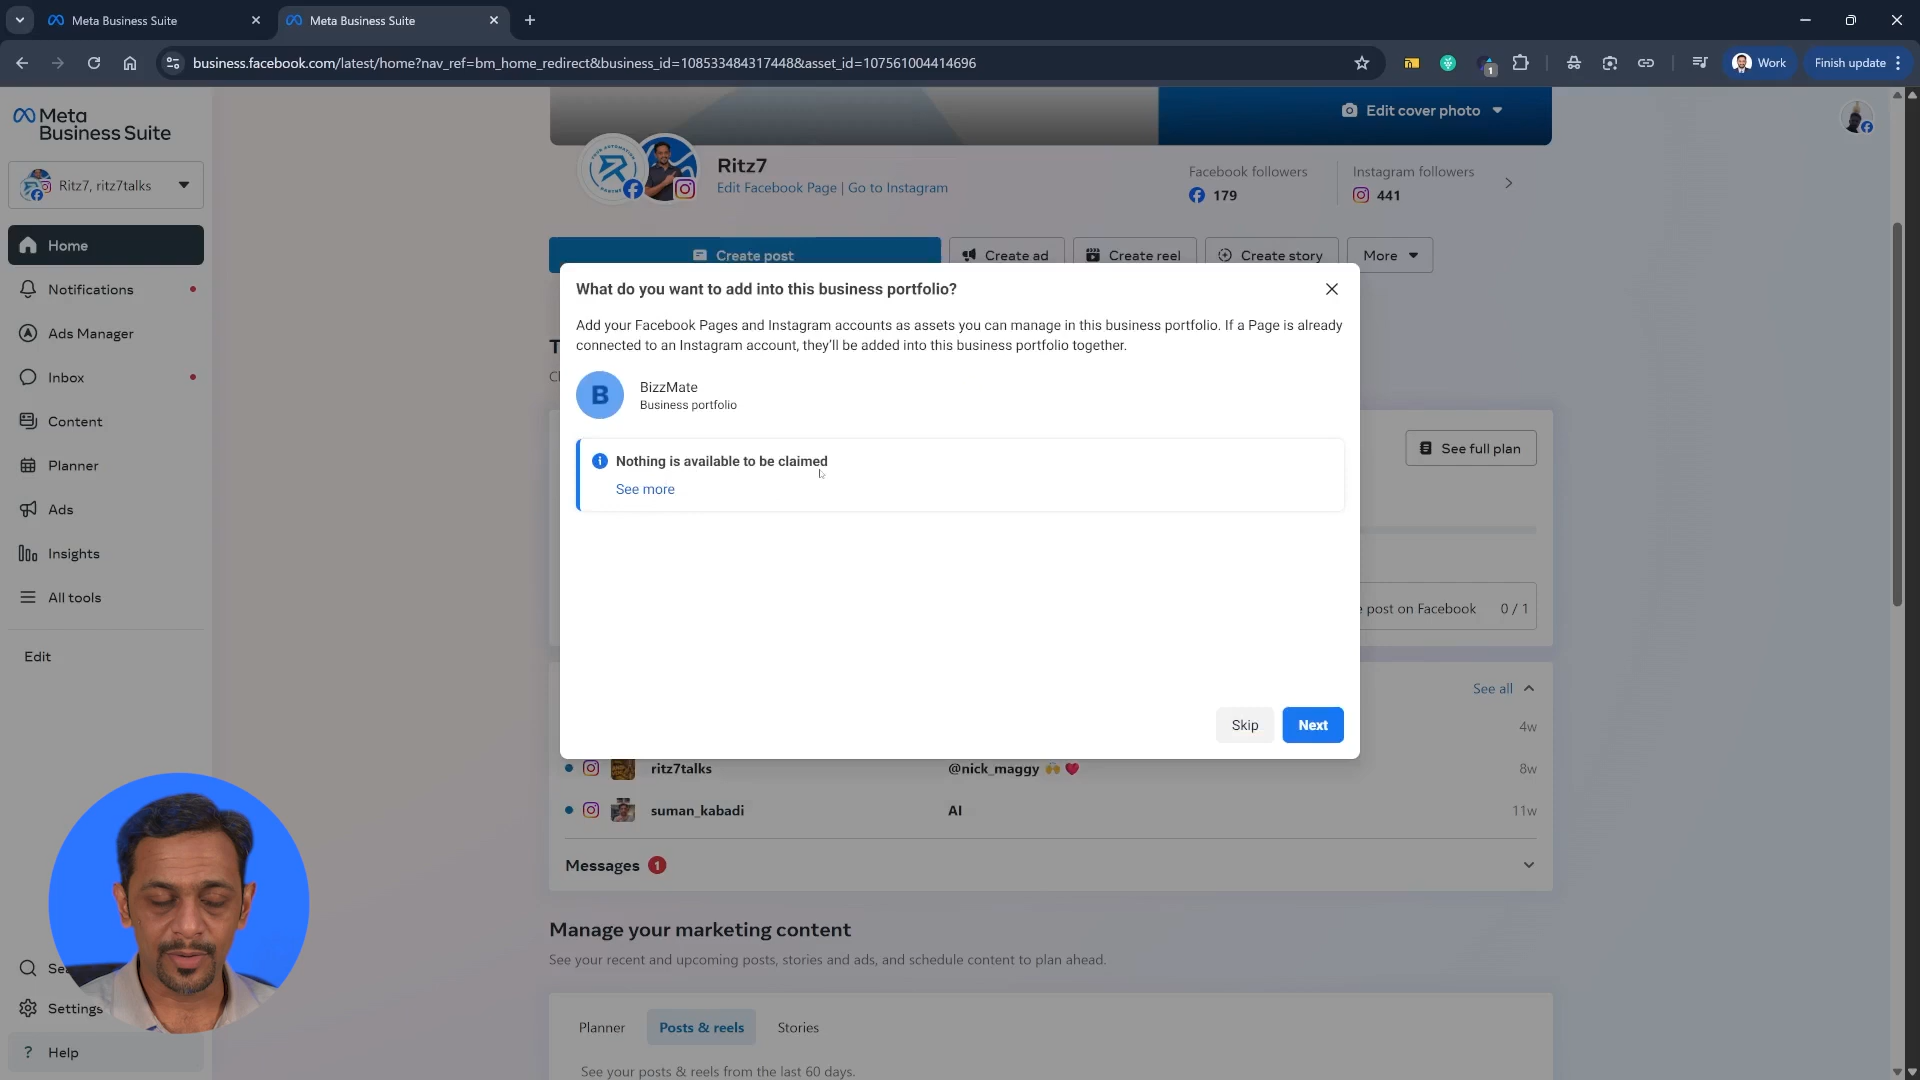 Meta Business Suite
Meta Business Suite
business.facebook.com/latest/home?nav_ref=bm_home_redirect&business_id=108533484317448&asset_id=107561004414696
1
Work
Finish update
Meta
Business Suite
Ritz7, ritz7talks
Home
Notifications
Ads Manager
Inbox
Content
Planner
Ads
Insights
All tools
Edit
Settings
? Help
Edit cover photo
Ritz7
Edit Facebook Page | Go to Instagram
Facebook followers
179
Instagram followers
441
Create post
Create ad
Create reel
Create story
More
What do you want to add into this business portfolio?
Add your Facebook Pages and Instagram accounts as assets you can manage in this business portfolio. If a Page is already
connected to an Instagram account, they'll be added into this business portfolio together.
B
BizzMate
Business portfolio
Nothing is available to be claimed
See more
Skip
Next
See full plan
post on Facebook 0 / 1
See all
4w
ritz7talks @nick_maggy 🙌 ❤️ 8w
suman_kabadi AI 11w
Messages 1
Manage your marketing content
See your recent and upcoming posts, stories and ads, and schedule content to plan ahead.
Planner
Posts & reels
Stories
See your posts & reels from the last 60 days.